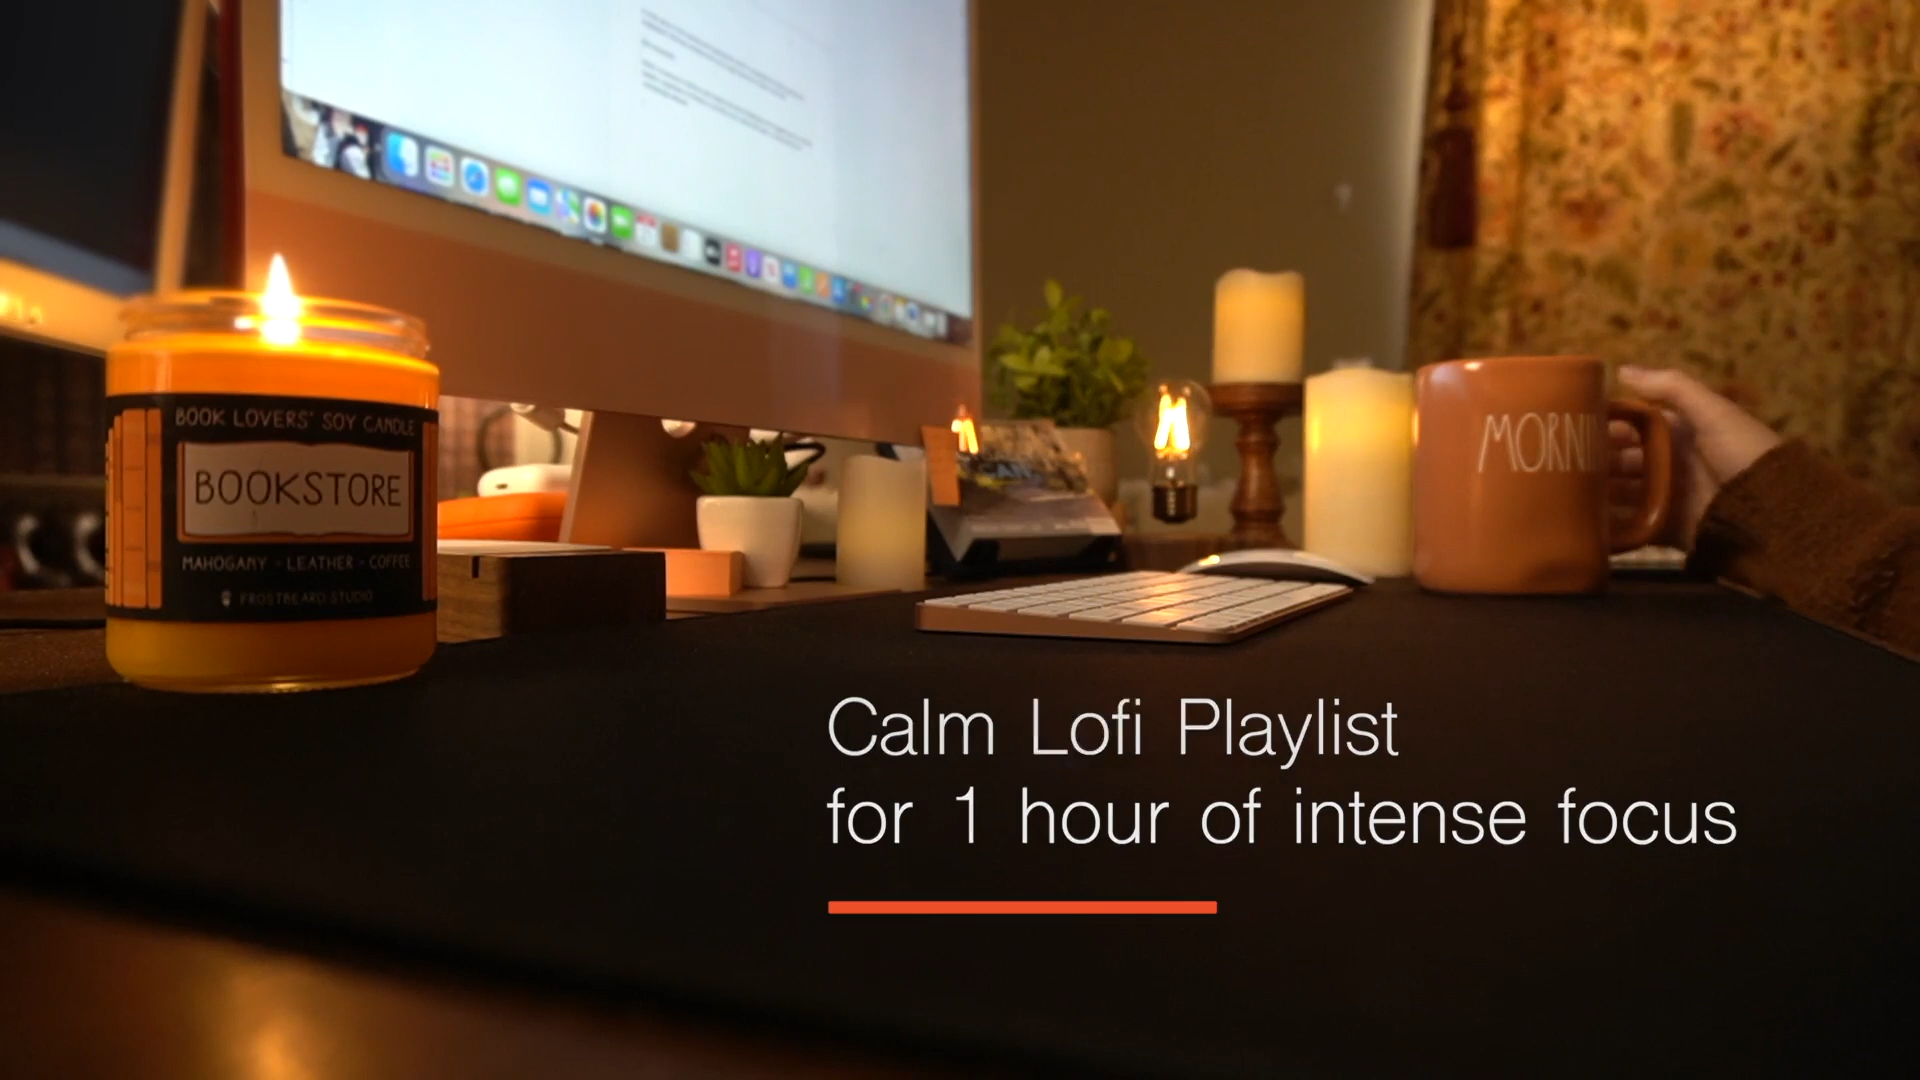 BOOK LOVERS' SOY CANDLE
BOOKSTORE
MAHOGANY - LEATHER - COFFEE
FROSTBEARD STUDIO
MORNI
Calm Lofi Playlist
for 1 hour of intense focus